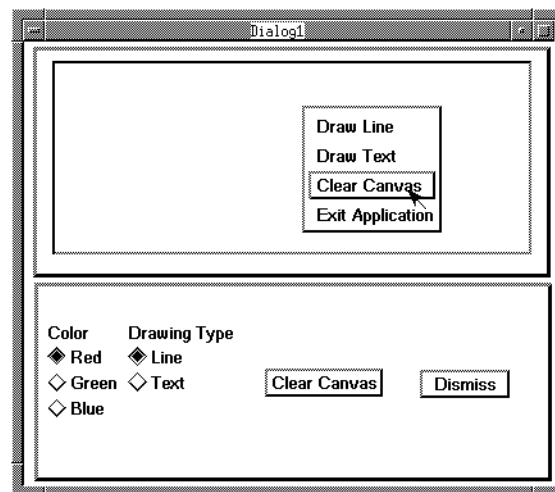 Dialog1
Draw Line
Draw Text
Clear Canvas
Exit Application
Color Drawing Type
Red Line
Green Text
Blue
Clear Canvas Dismiss